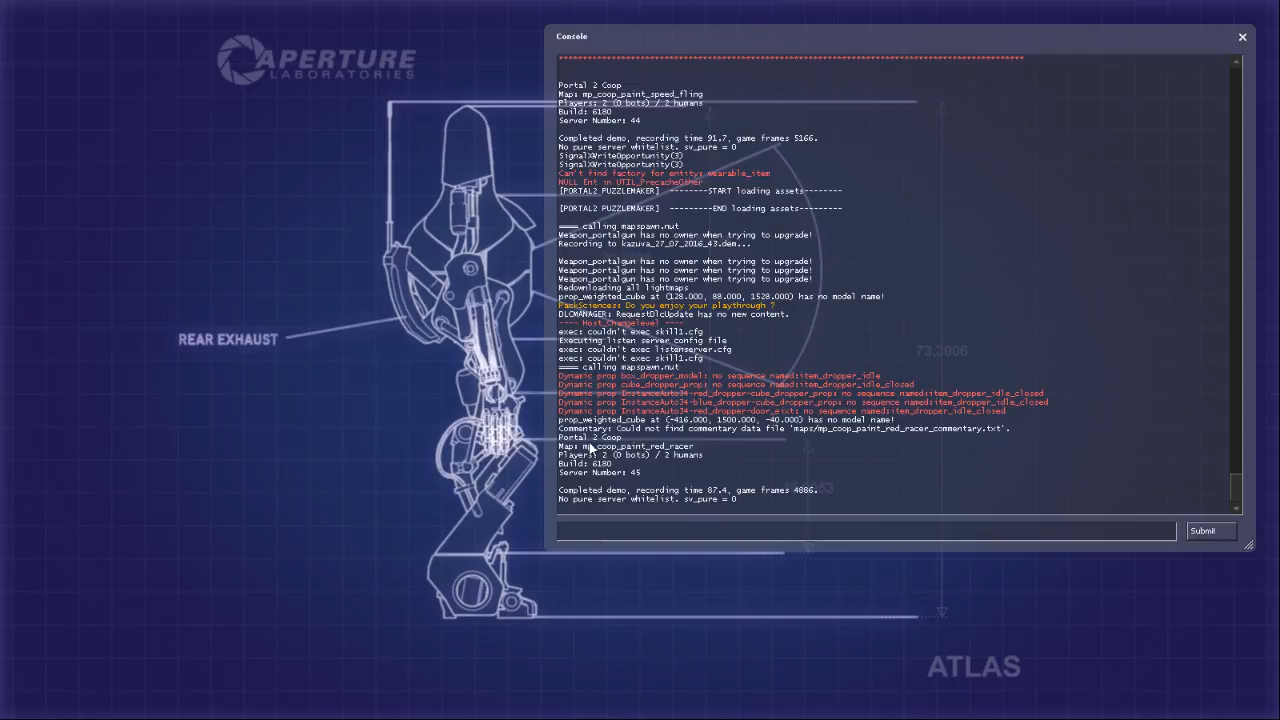 APERTURE
LABORATORIES
REAR EXHAUST
73.3006
ATLAS
Console
*************************************************************************************************
Portal 2 Coop
Map: mp_coop_paint_speed_fling
Players: 2 (0 bots) / 2 humans
Build: 6180
Server Number: 44
Completed demo, recording time 91.7, game frames 5166.
No pure server whitelist. sv_pure = 0
SignalXWriteOpportunity(3)
SignalXWriteOpportunity(3)
Can't find factory for entity: wearable_item
NULL Ent in UTIL_PrecacheOther
[PORTAL2 PUZZLEMAKER] --------START loading assets--------
[PORTAL2 PUZZLEMAKER] ---------END loading assets---------
==== calling mapspawn.nut
Weapon_portalgun has no owner when trying to upgrade!
Recording to kazuva_27_07_2016_43.dem...
Weapon_portalgun has no owner when trying to upgrade!
Weapon_portalgun has no owner when trying to upgrade!
Weapon_portalgun has no owner when trying to upgrade!
Redownloading all lightmaps
prop_weighted_cube at (128.000, 88.000, 1528.000) has no model name!
ParkSciences: Do you enjoy your playthrough ?
DLCMANAGER: RequestDlcUpdate has no new content.
---- Host_Changelevel ----
exec: couldn't exec skill1.cfg
Executing listen server config file
exec: couldn't exec listenserver.cfg
exec: couldn't exec skill1.cfg
==== calling mapspawn.nut
Dynamic prop box_dropper_model: no sequence named:item_dropper_idle
Dynamic prop cube_dropper_prop: no sequence named:item_dropper_idle_closed
Dynamic prop InstanceAuto34-red_dropper-cube_dropper_prop: no sequence named:item_dropper_idle_closed
Dynamic prop InstanceAuto34-blue_dropper-cube_dropper_prop: no sequence named:item_dropper_idle_closed
Dynamic prop InstanceAuto34-red_dropper-door_eixt: no sequence named:item_dropper_idle_closed
prop_weighted_cube at (-416.000, 1500.000, -40.000) has no model name!
Commentary: Could not find commentary data file 'maps/mp_coop_paint_red_racer_commentary.txt'.
Portal 2 Coop
Map: mp_coop_paint_red_racer
Players: 2 (0 bots) / 2 humans
Build: 6180
Server Number: 45
Completed demo, recording time 87.4, game frames 4886.
No pure server whitelist. sv_pure = 0
Submit